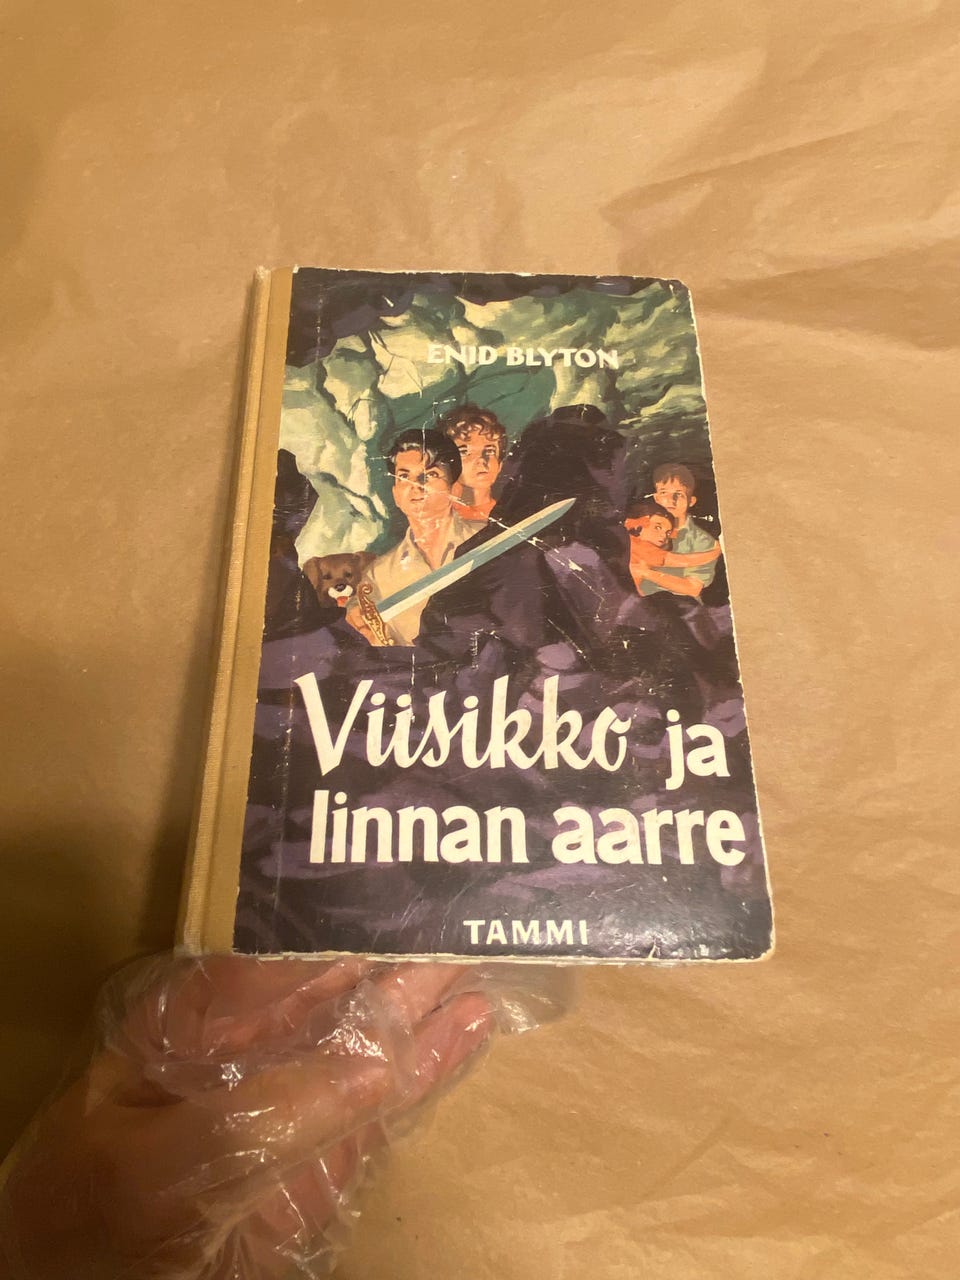 ENID BLYTON
Viisikko ja
linnan aarre
TAMMI